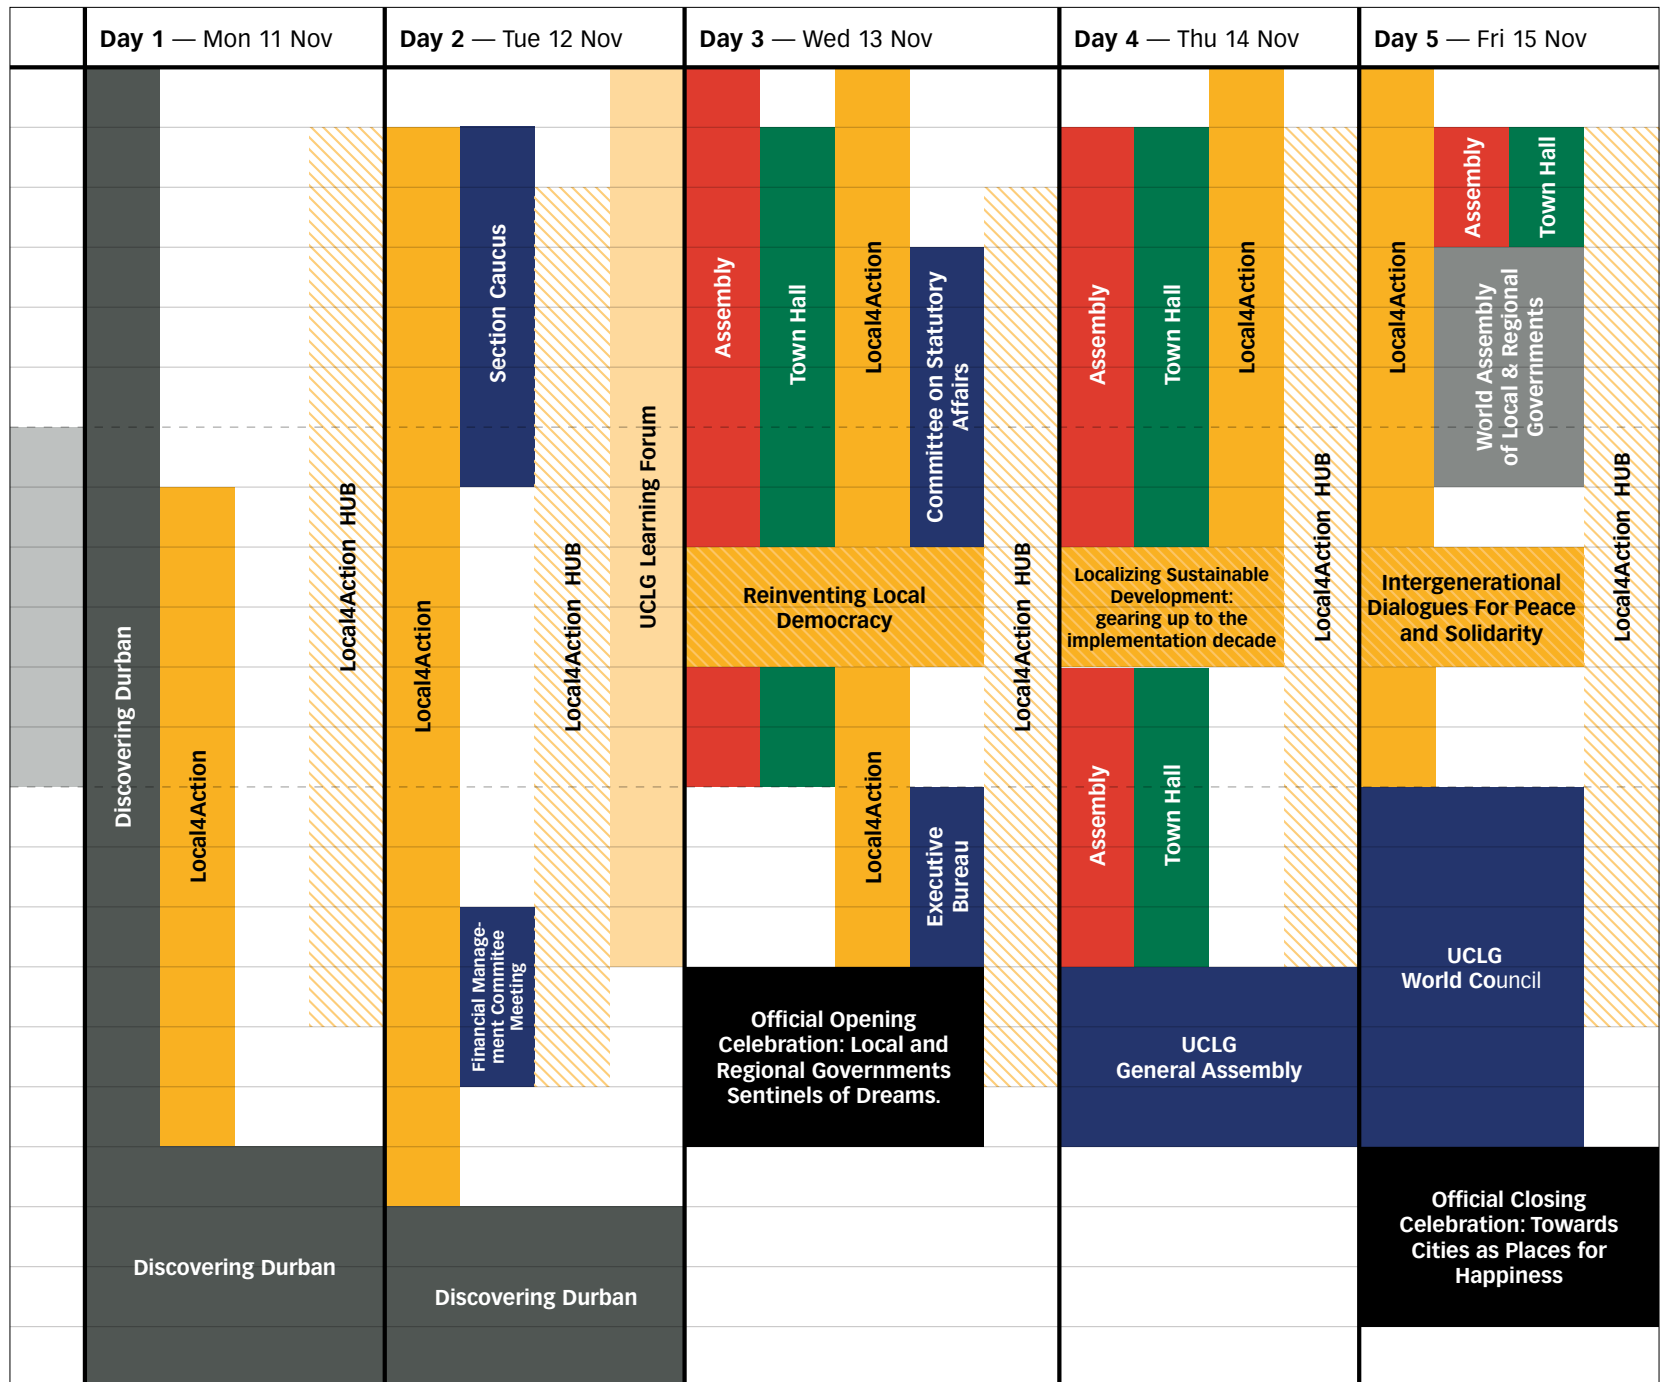 Day 1 — Mon 11 Nov
Day 2 — Tue 12 Nov
Day 3 — Wed 13 Nov
Day 4 — Thu 14 Nov
Day 5 — Fri 15 Nov
Discovering Durban
Local4Action
Local4Action HUB
Discovering Durban
Local4Action
Section Caucus
Financial Manage-
ment Committee
Meeting
Local4Action HUB
UCLG Learning Forum
Discovering Durban
Assembly
Town Hall
Local4Action
Committee on Statutory
Affairs
Reinventing Local
Democracy
Local4Action
Executive
Bureau
Local4Action HUB
Official Opening
Celebration: Local and
Regional Governments
Sentinels of Dreams.
Assembly
Town Hall
Local4Action
Local4Action HUB
Localizing Sustainable
Development:
gearing up to the
implementation decade
Assembly
Town Hall
UCLG
General Assembly
Local4Action
Assembly
Town Hall
World Assembly
of Local & Regional
Governments
Local4Action HUB
Intergenerational
Dialogues For Peace
and Solidarity
UCLG
World Council
Official Closing
Celebration: Towards
Cities as Places for
Happiness